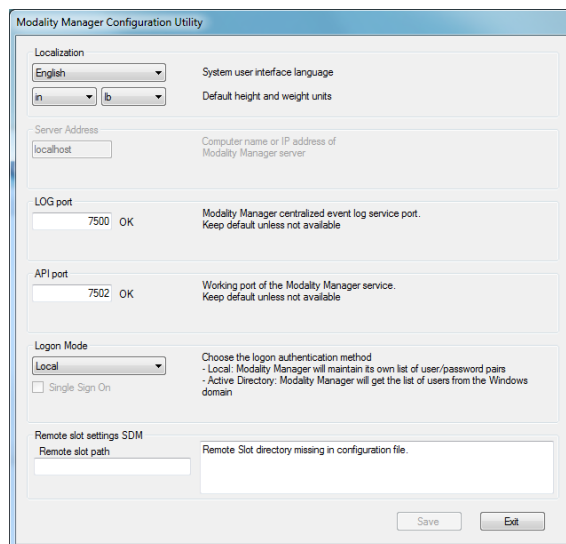 Modality Manager Configuration Utility
Localization
English
System user interface language
in
lb
Default height and weight units
Server Address
localhost
Computer name or IP address of
Modality Manager server
LOG port
7500
OK
Modality Manager centralized event log service port.
Keep default unless not available
API port
7502
OK
Working port of the Modality Manager service.
Keep default unless not available
Logon Mode
Local
Single Sign On
Choose the logon authentication method
- Local: Modality Manager will maintain its own list of user/password pairs
- Active Directory: Modality Manager will get the list of users from the Windows
domain
Remote slot settings SDM
Remote slot path
Remote Slot directory missing in configuration file.
Save
Exit